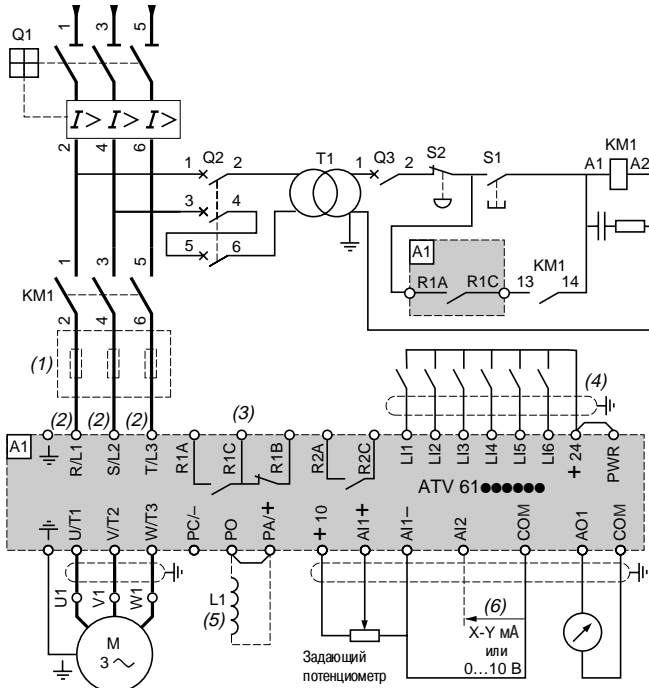 Q1
1 3 5
I> I> I>
2 4 6
1 Q2 2
3 4
5 6
T1
1 Q3 2
S2
S1
KM1
A1 A2
A1
R1A R1C
13 KM1 14
1 3 5
KM1
2 4 6
(1)
(2) (2) (2)
(3)
(4)
A1
R/L1 S/L2 T/L3 R1A R1C R1B R2A R2C LI1 LI2 LI3 LI4 LI5 LI6 +24 PWR
ATV 61●●●●●●
U/T1 V/T2 W/T3 PC/– PO PA/+ +10 AI1+ AI1– AI2 COM AO1 COM
U1 V1 W1
L1
(5)
(6)
X-Y мА
или
0...10 В
M
3 ~
Задающий
потенциометр